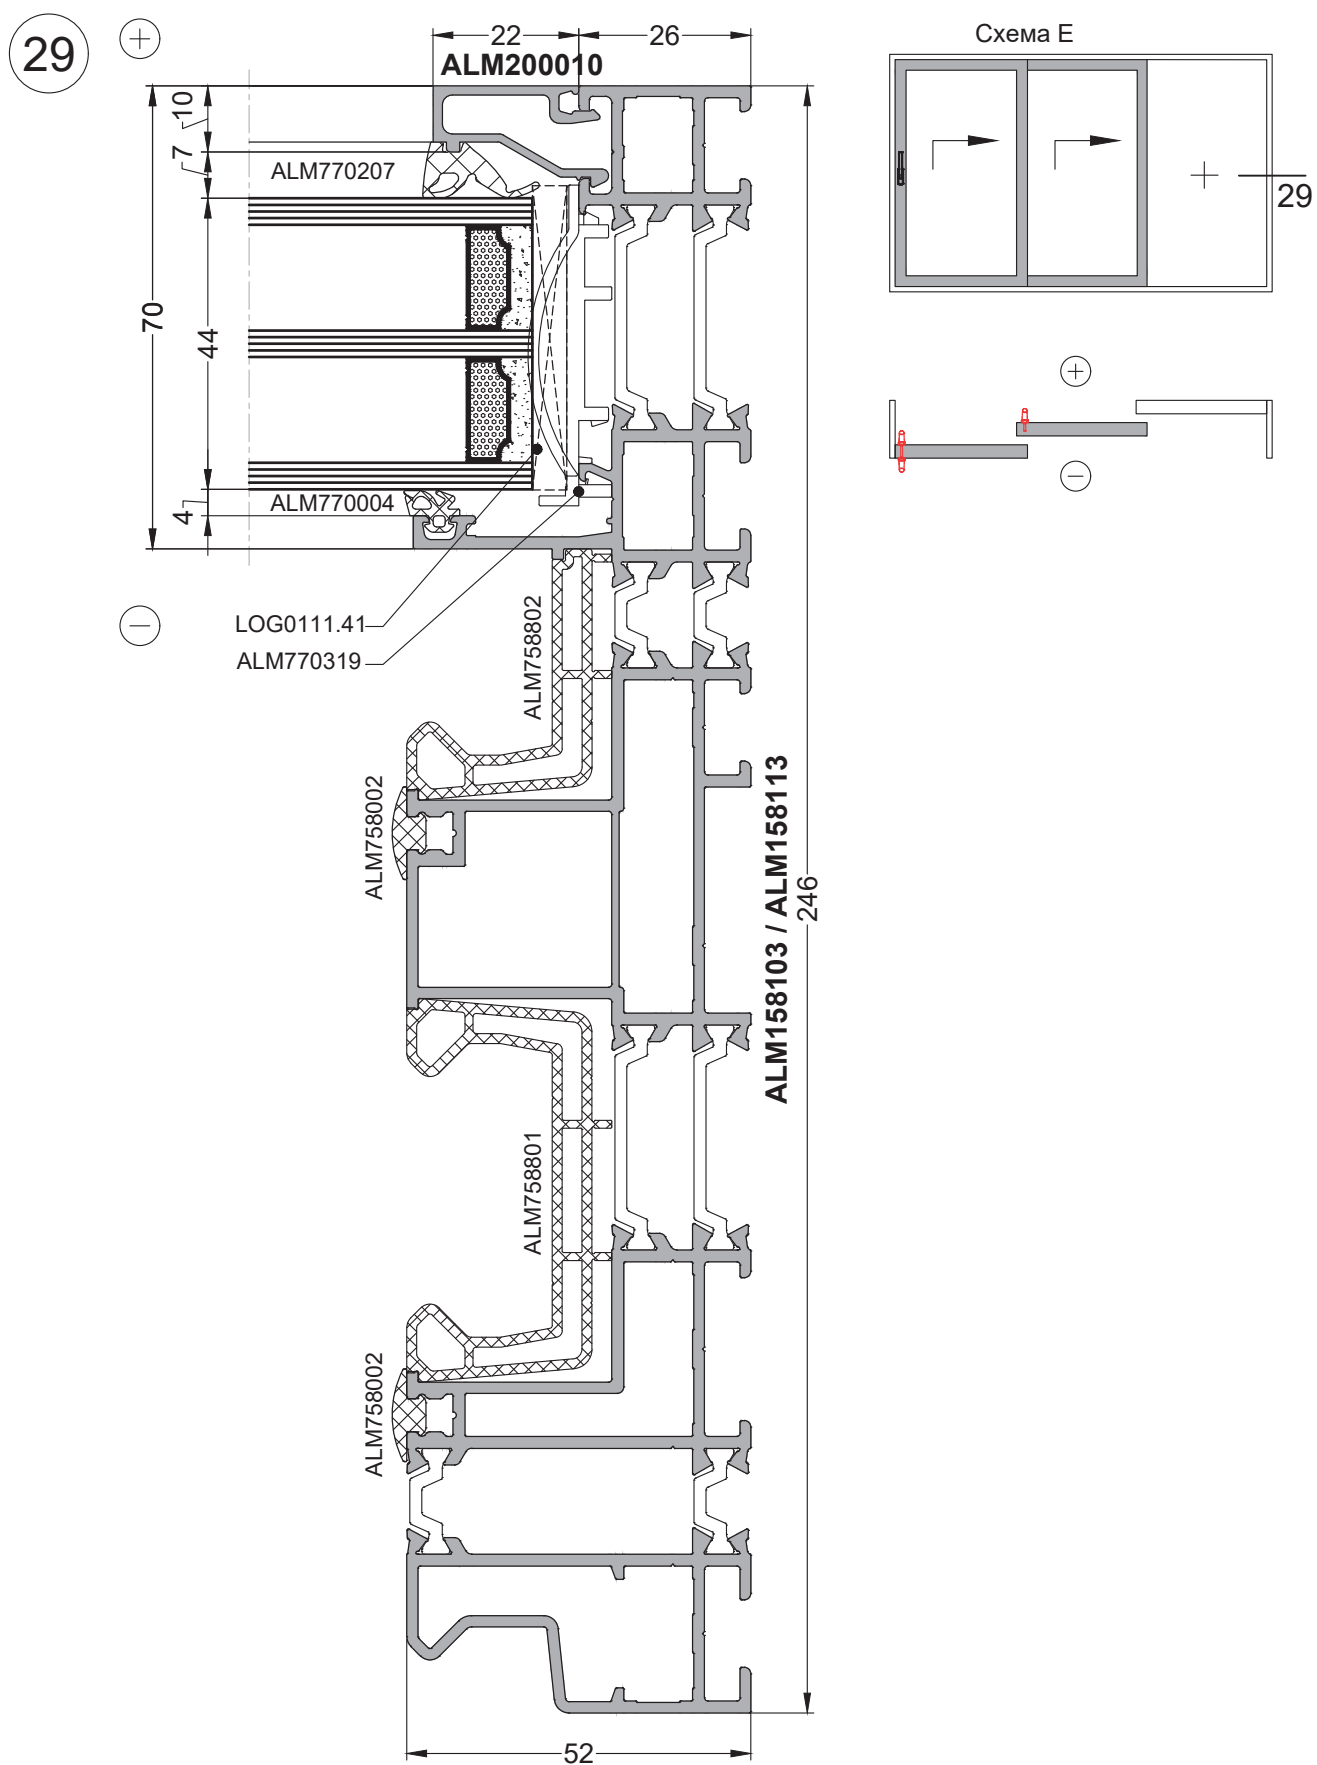 29
+
22
26
Схема E
ALM200010
10
7
ALM770207
29
70
44
+
ALM770004
4
−
−
LOG0111.41
ALM770319
ALM758802
ALM758002
ALM158103 / ALM158113
246
ALM758801
ALM758002
52